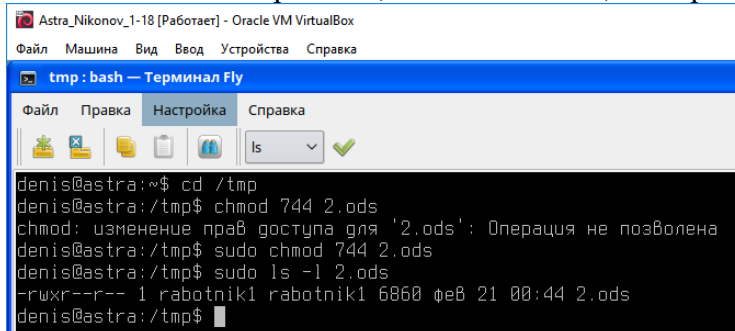 Astra_Nikonov_1-18 [Работает] - Oracle VM VirtualBox
Файл Машина Вид Ввод Устройства Справка
tmp : bash — Терминал Fly
Файл Правка Настройка Справка
ls
denis@astra:~$ cd /tmp
denis@astra:/tmp$ chmod 744 2.ods
chmod: изменение прав доступа для '2.ods': Операция не позволена
denis@astra:/tmp$ sudo chmod 744 2.ods
denis@astra:/tmp$ sudo ls -l 2.ods
-rwxr--r-- 1 rabotnik1 rabotnik1 6860 фев 21 00:44 2.ods
denis@astra:/tmp$